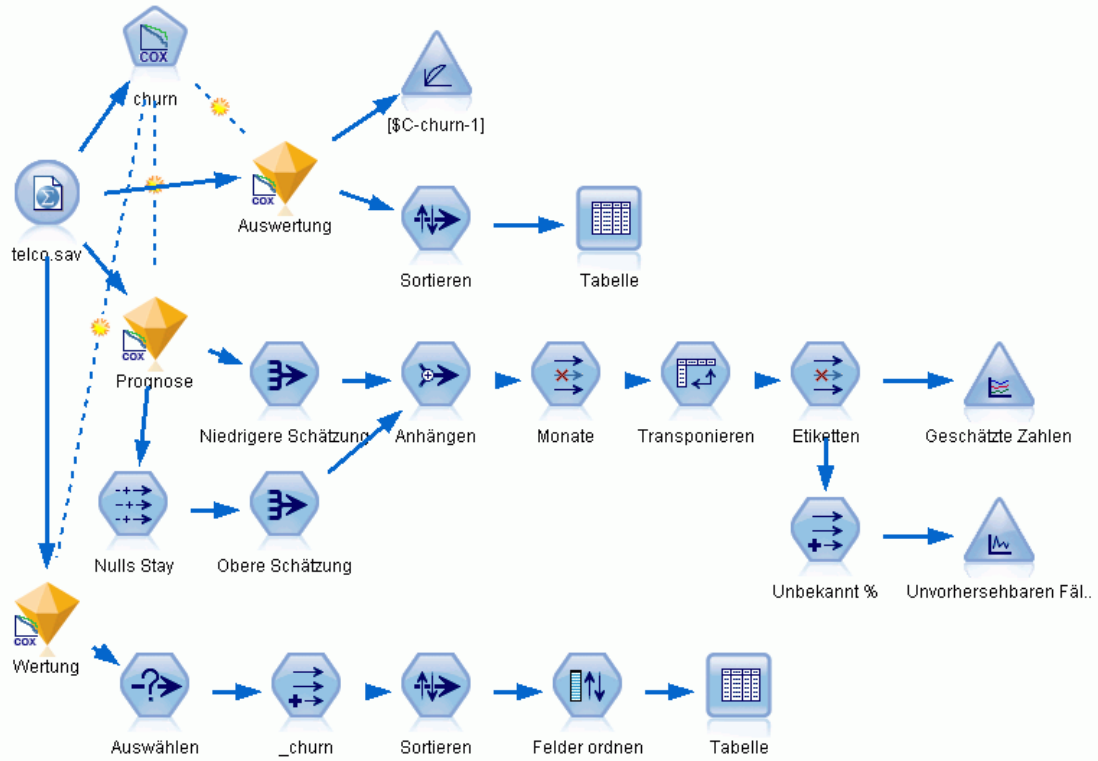 COX
churn
[$C-churn-1]
COX
Auswertung
telco.sav
Sortieren
Tabelle
COX
Prognose
Niedrigere Schätzung
Anhängen
Monate
Transponieren
Etiketten
Geschätzte Zahlen
Nulls Stay
Obere Schätzung
Unbekannt %
Unvorhersehbaren Fäl..
COX
Wertung
Auswählen
_churn
Sortieren
Felder ordnen
Tabelle